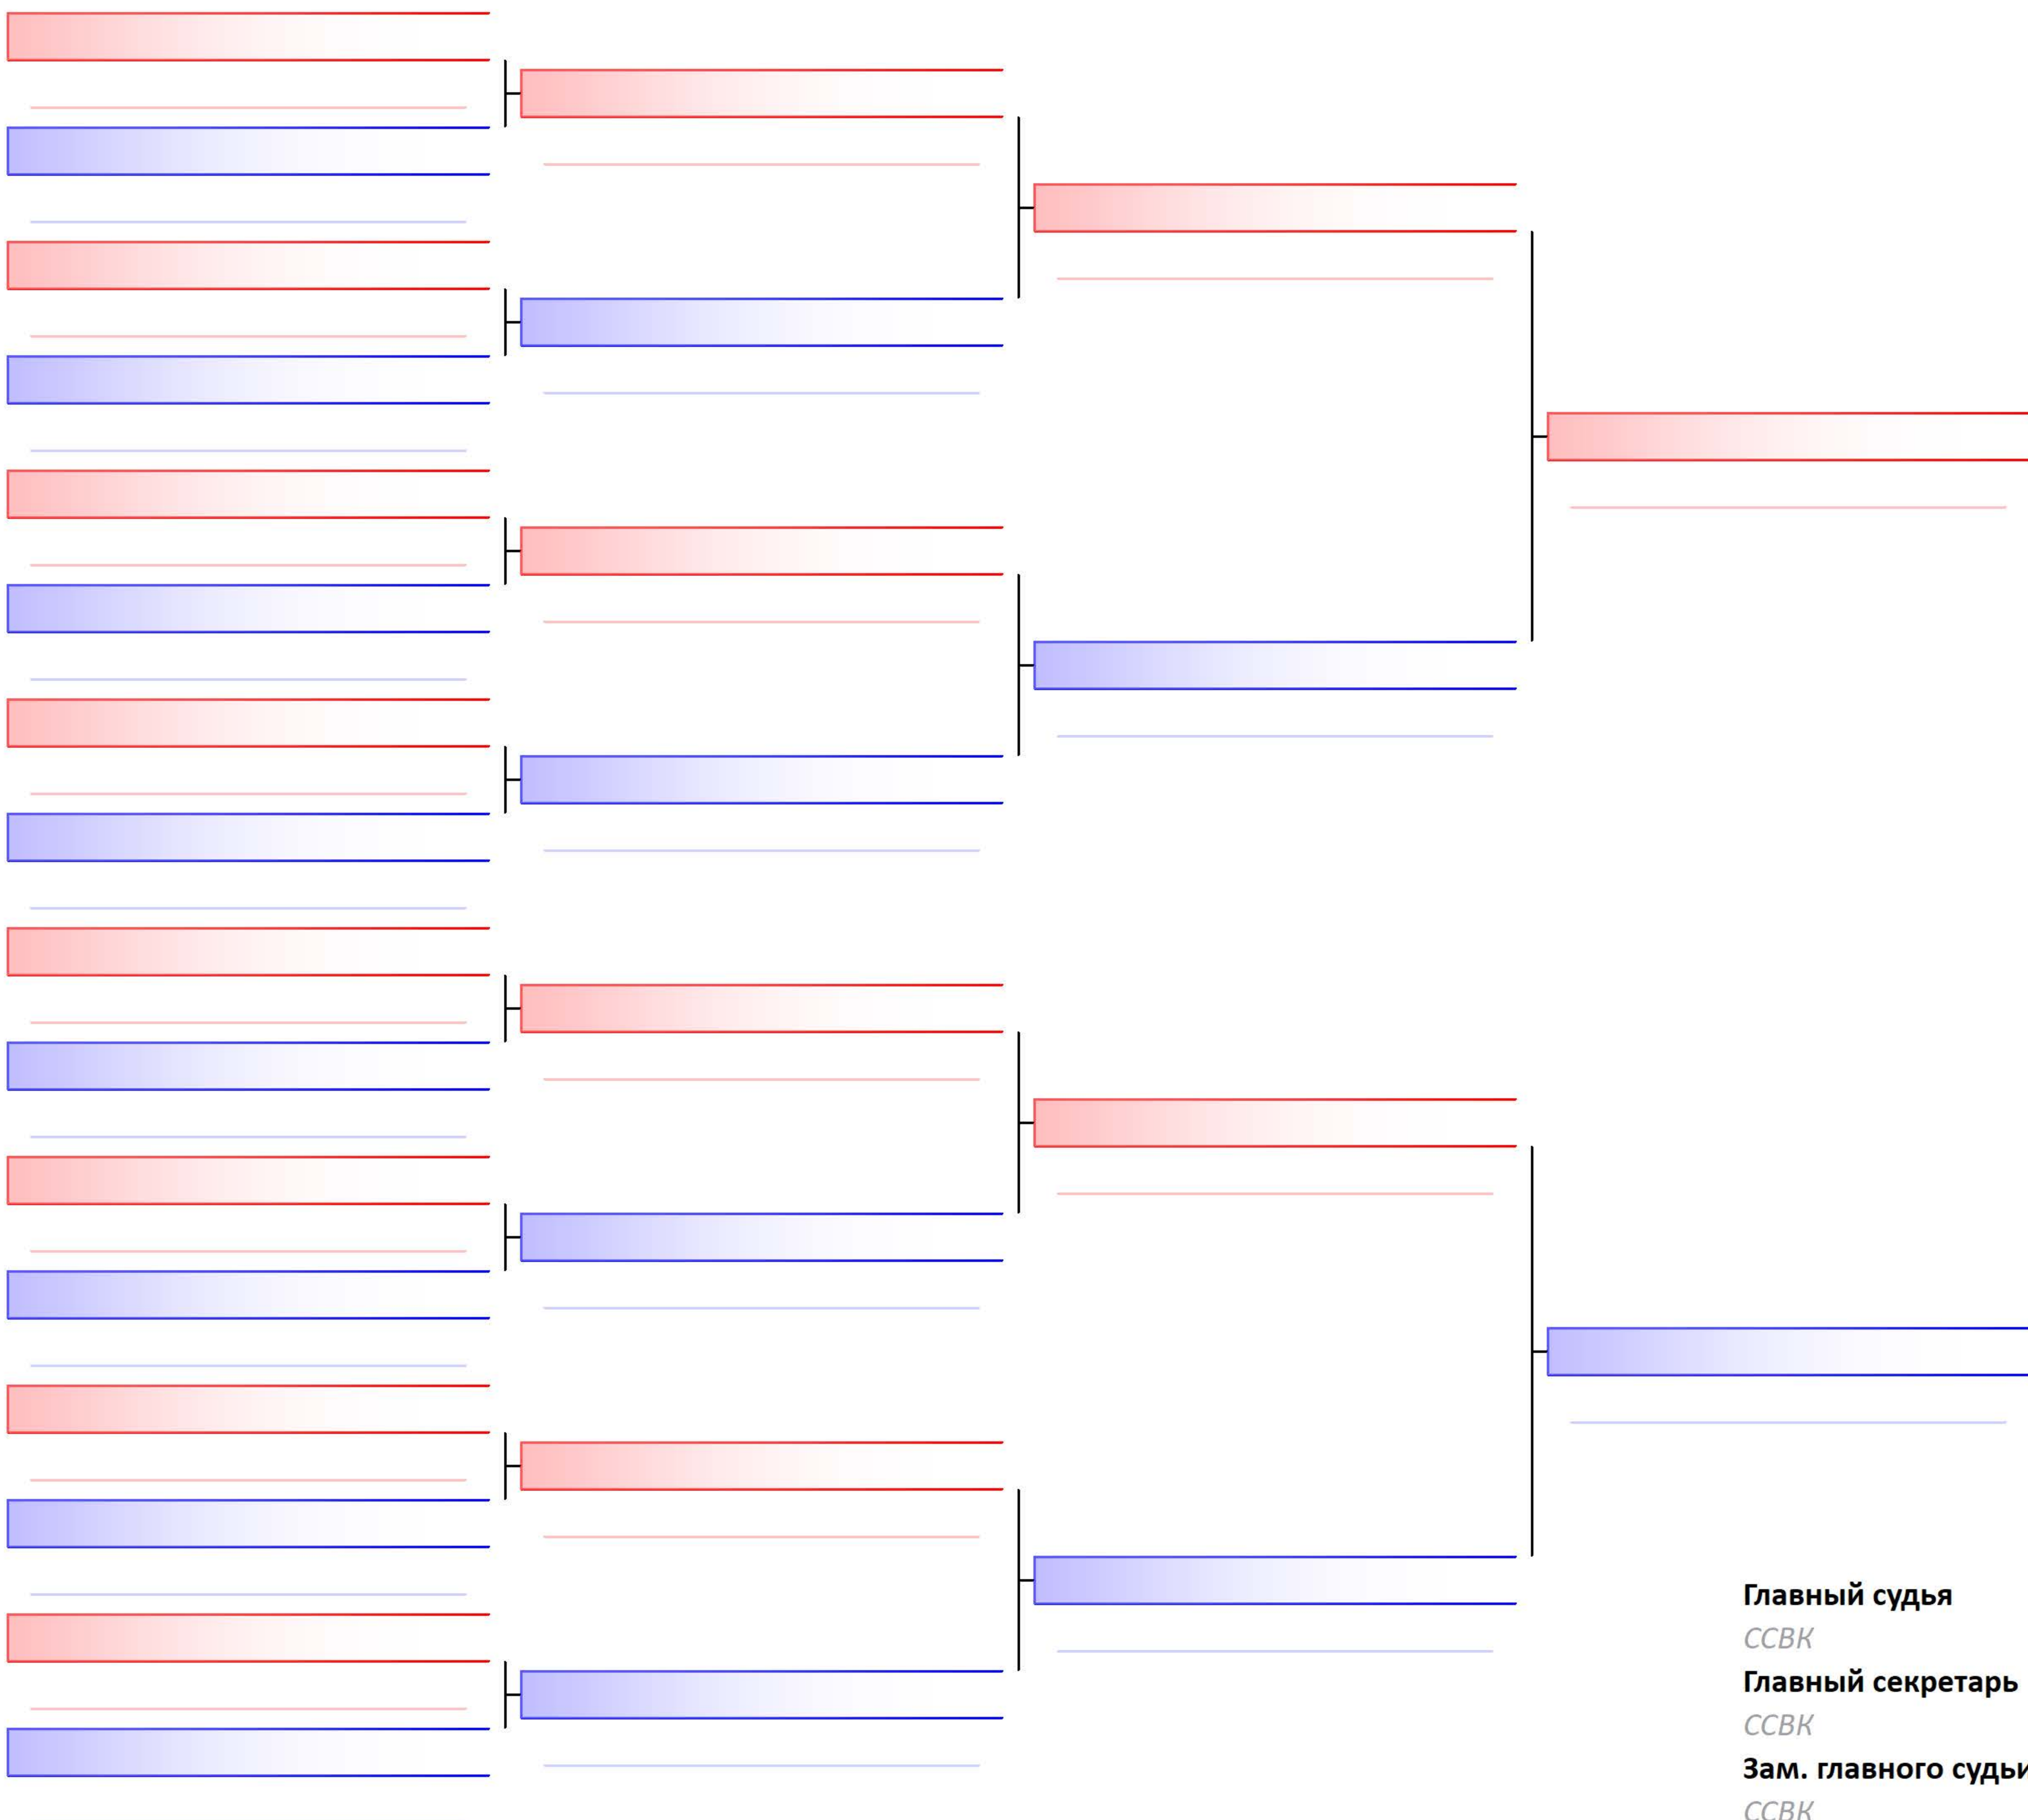 Главный судья
ССВК
Главный секретарь
ССВК
Зам. главного судьи
ССВК